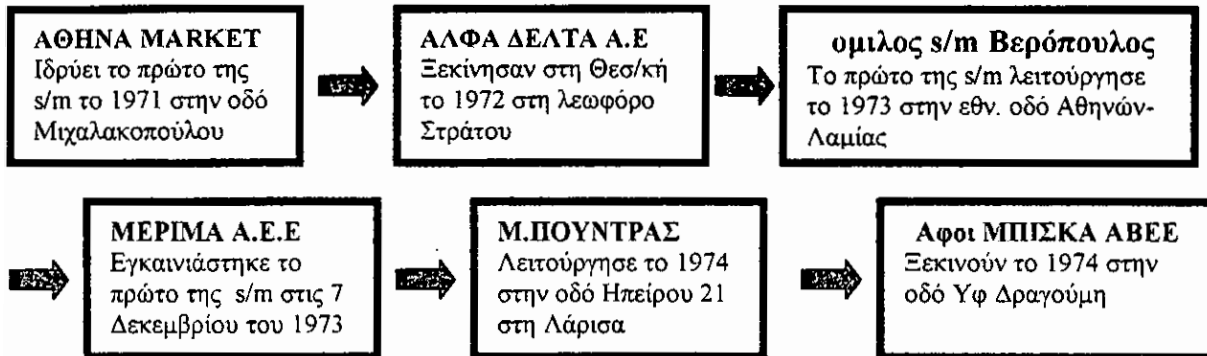 ΑΘΗΝΑ MARKET
Ιδρύει το πρώτο της
s/m το 1971 στην οδό
Μιχαλακοπούλου
ΑΛΦΑ ΔΕΛΤΑ Α.Ε
Ξεκίνησαν στη Θεσ/κή
το 1972 στη λεωφόρο
Στράτου
ομιλος s/m Βερόπουλος
Το πρώτο της s/m λειτούργησε
το 1973 στην εθν. οδό Αθηνών-
Λαμίας
ΜΕΡΙΜΑ Α.Ε.Ε
Εγκαινιάστηκε το
πρώτο της s/m στις 7
Δεκεμβρίου του 1973
Μ.ΠΟΥΝΤΡΑΣ
Λειτούργησε το 1974
στην οδό Ηπείρου 21
στη Λάρισα
Αφοι ΜΠΙΣΚΑ ΑΒΕΕ
Ξεκινούν το 1974 στην
οδό Υφ Δραγούμη